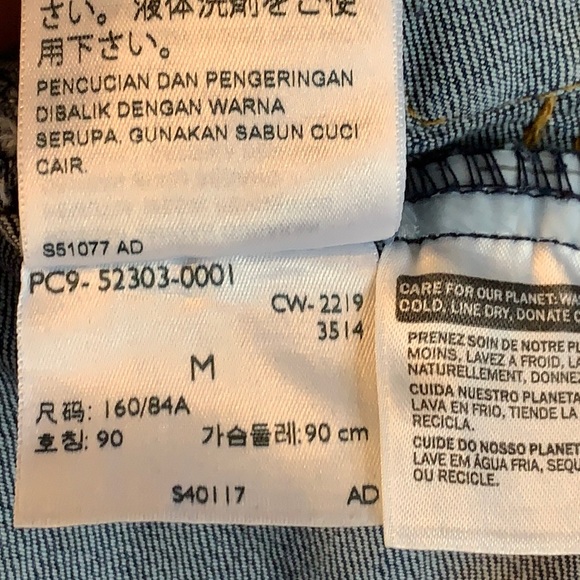 さい。液体洗剤をご使
用下さい。
PENCUCIAN DAN PENGERINGAN
DIBALIK DENGAN WARNA
SERUPA. GUNAKAN SABUN CUCI
CAIR.
S51077 AD
PC9- 52303-0001
CW-2219
3514
M
尺码: 160/84A
호칭: 90 가슴둘레:90 cm
S40117 AD
CARE FOR OUR PLANET: WA
COLD, LINE DRY, DONATE O
PRENEZ SOIN DE NOTRE PL
MOINS, LAVEZ A FROID, LA
NATURELLEMENT, DONNE
CUIDA NUESTRO PLANETA
LAVA EN FRIO, TIENDE LA
RECICLA.
CUIDE DO NOSSO PLANET
LAVE EM ÁGUA FRIA, SEQU
OU RECICLE.